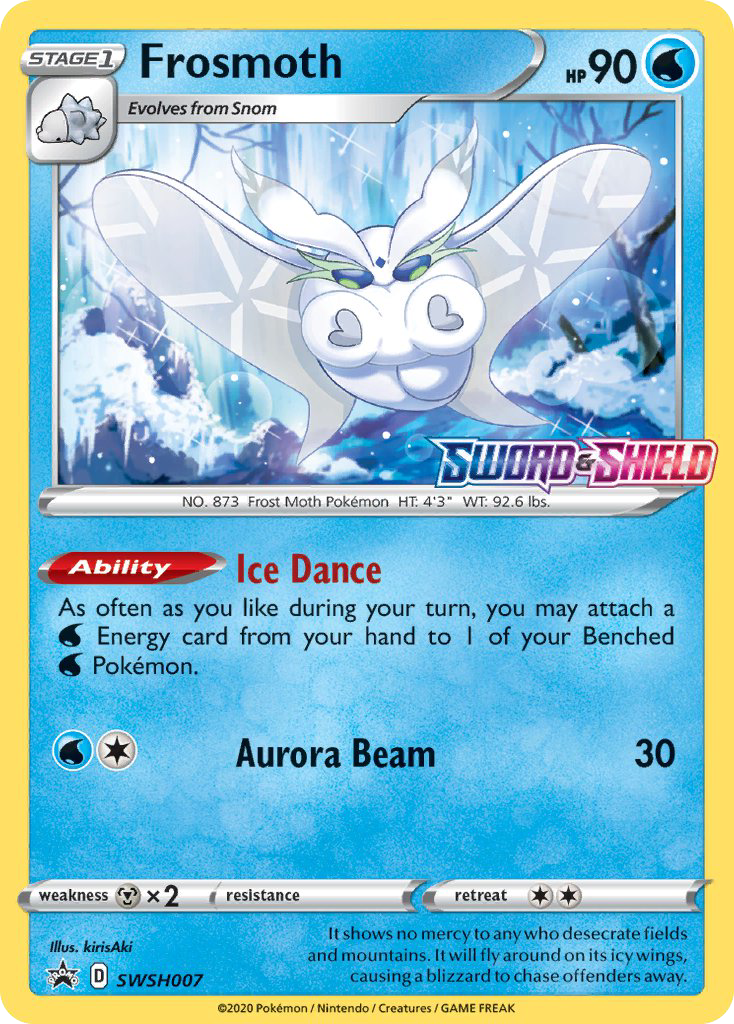 STAGE1
Frosmoth
HP 90
Evolves from Snom
SWORD & SHIELD
NO. 873 Frost Moth Pokémon HT: 4'3" WT: 92.6 lbs.
Ability Ice Dance
As often as you like during your turn, you may attach a
Energy card from your hand to 1 of your Benched
Pokémon.
Aurora Beam 30
weakness ×2 resistance retreat
Illus. kirisAki
It shows no mercy to any who desecrate fields
and mountains. It will fly around on its icy wings,
causing a blizzard to chase offenders away.
D SWSH007
©2020 Pokémon / Nintendo / Creatures / GAME FREAK